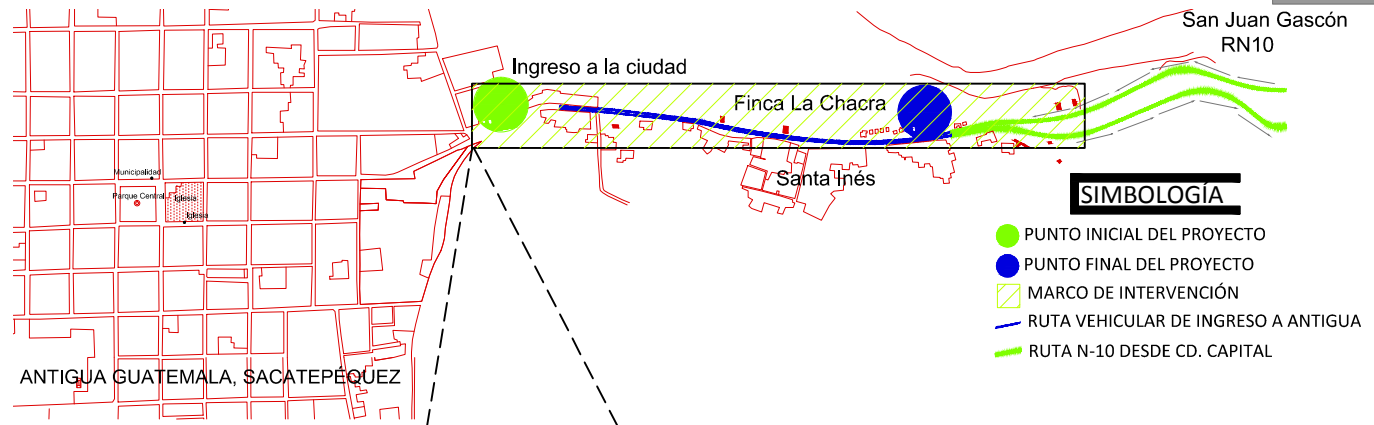 San Juan Gascón
RN10
Ingreso a la ciudad
Finca La Chacra
Santa Inés
Municipalidad
Parque Central
Iglesia
Iglesia
ANTIGUA GUATEMALA, SACATEPÉQUEZ
SIMBOLOGÍA
PUNTO INICIAL DEL PROYECTO
PUNTO FINAL DEL PROYECTO
MARCO DE INTERVENCIÓN
RUTA VEHICULAR DE INGRESO A ANTIGUA
RUTA N-10 DESDE CD. CAPITAL